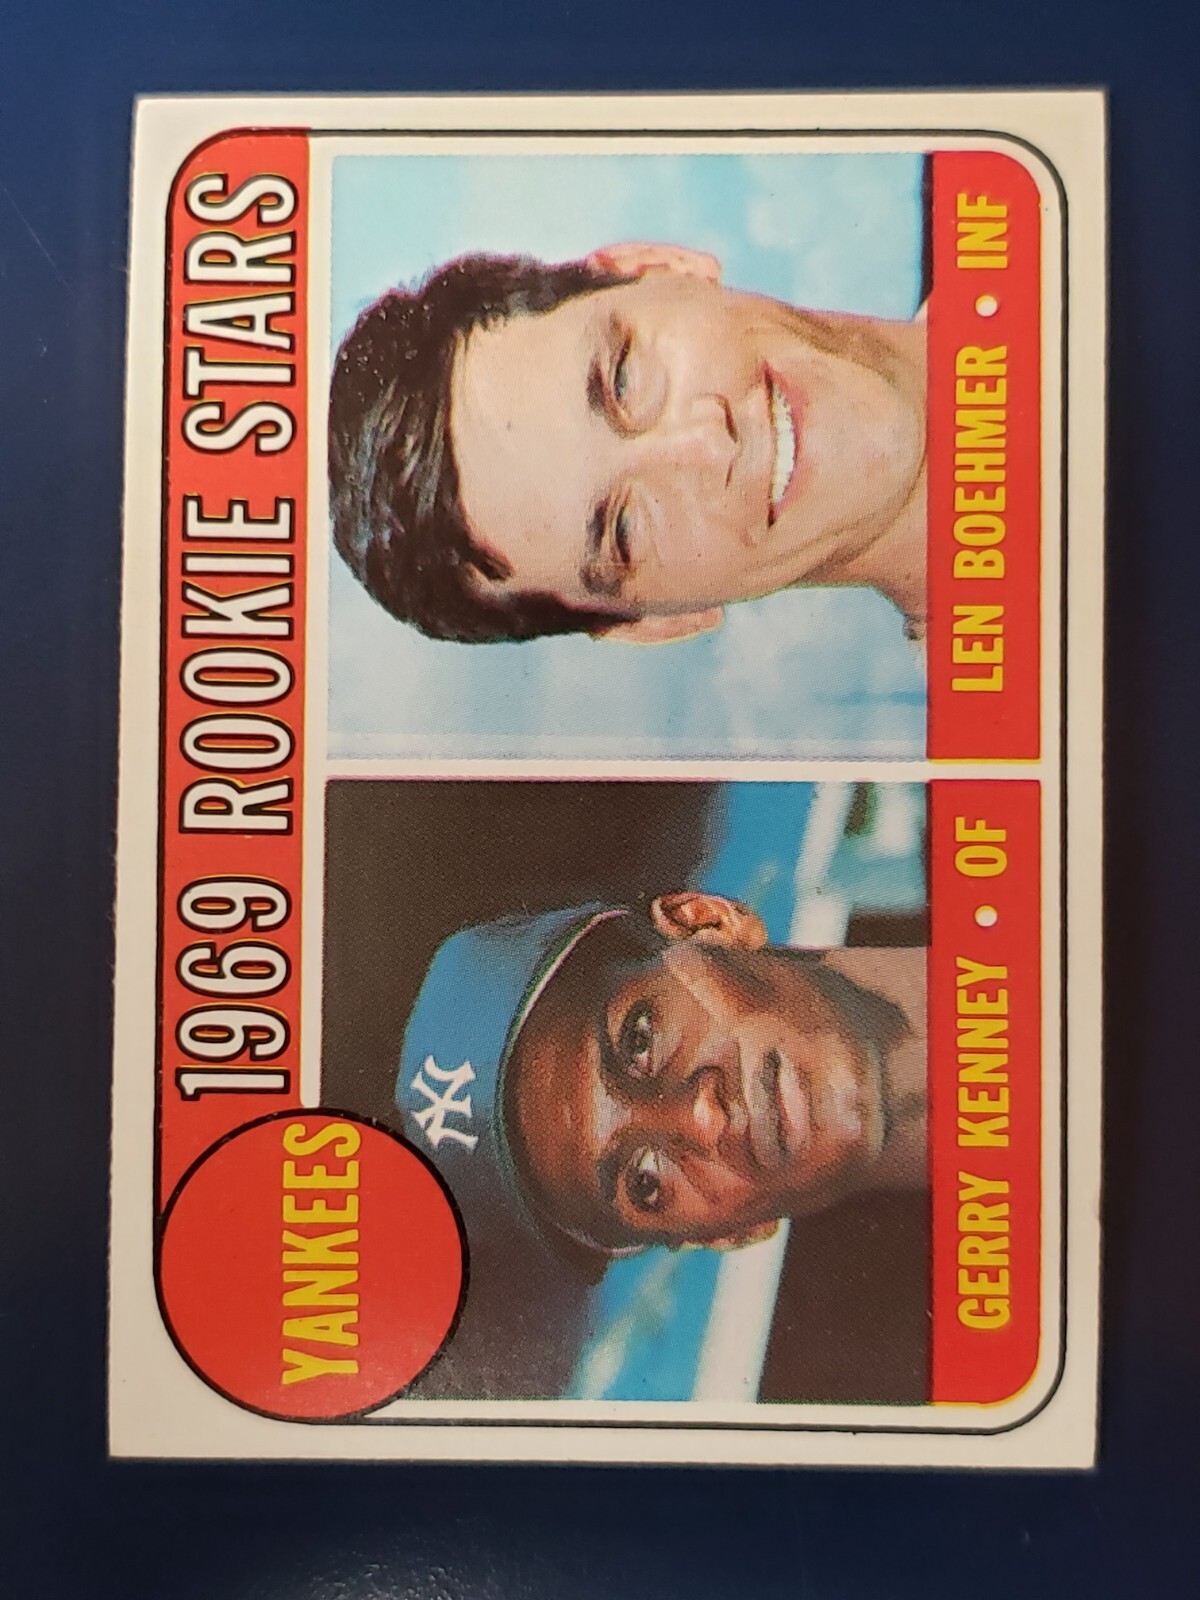 1969 ROOKIE STARS
YANKEES
NY
GERRY KENNEY • OF
LEN BOEHMER • INF